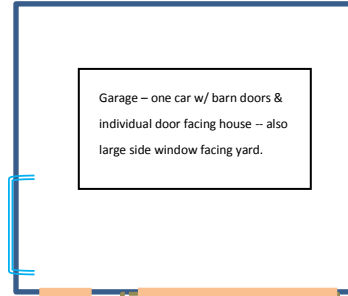 Garage – one car w/ barn doors &
individual door facing house -- also
large side window facing yard.